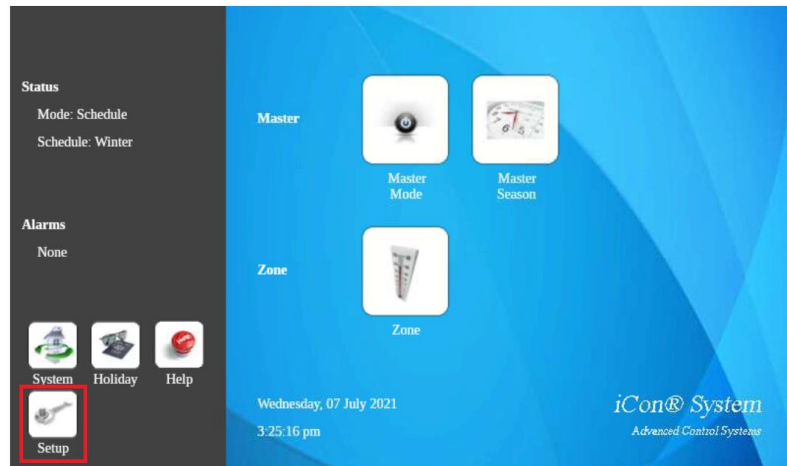 Status
Mode: Schedule
Schedule: Winter
Alarms
None
System
Holiday
Help
Setup
Master
Master
Mode
Master
Season
Zone
Zone
Wednesday, 07 July 2021
3:25:16 pm
iCon® System
Advanced Control Systems